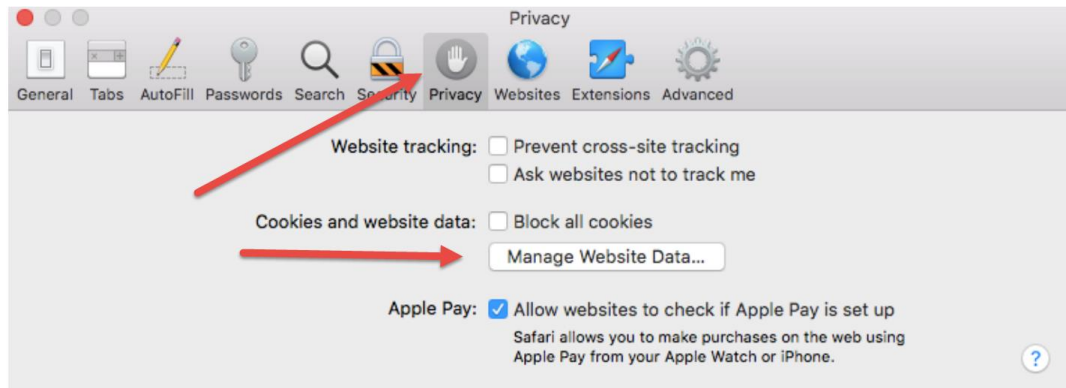 Privacy
General Tabs AutoFill Passwords Search Security Privacy Websites Extensions Advanced
Website tracking: Prevent cross-site tracking
Ask websites not to track me
Cookies and website data: Block all cookies
Manage Website Data...
Apple Pay: Allow websites to check if Apple Pay is set up
Safari allows you to make purchases on the web using
Apple Pay from your Apple Watch or iPhone.
?